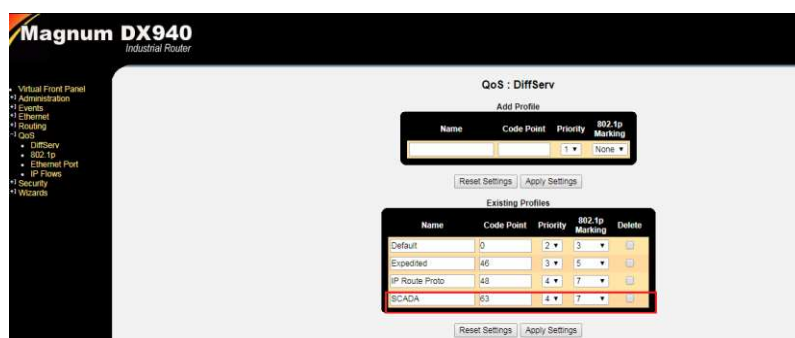 Magnum DX940
Industrial Router
Virtual Front Panel
Administration
Events
Ethernet
Routing
QoS
DiffServ
802.1p
Ethernet Port
IP Flows
Security
Wizards
QoS : DiffServ
Add Profile
Name Code Point Priority 802.1p Marking
1 None
Reset Settings Apply Settings
Existing Profiles
Name Code Point Priority 802.1p Marking Delete
Default 0 2 3
Expedited 46 3 5
IP Route Proto 48 4 7
SCADA 63 4 7
Reset Settings Apply Settings